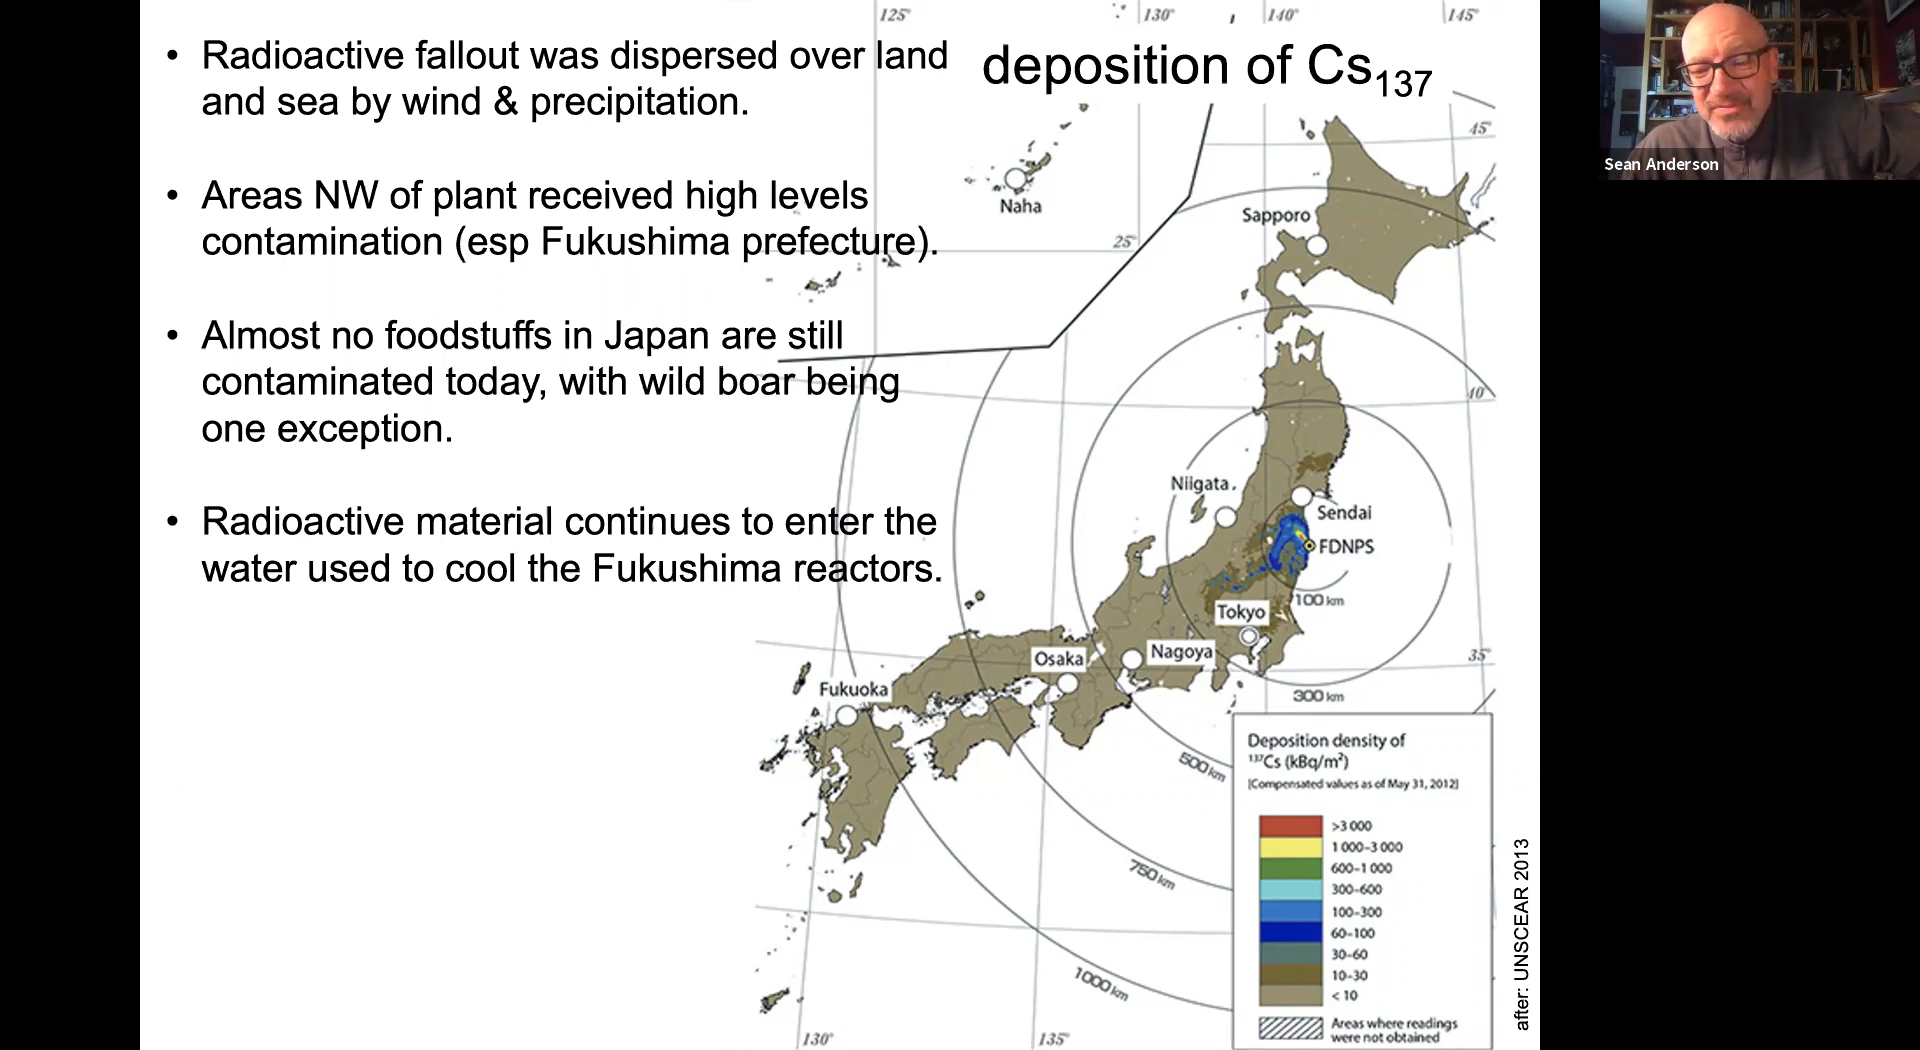 • Radioactive fallout was dispersed over land
and sea by wind & precipitation.
• Areas NW of plant received high levels
contamination (esp Fukushima prefecture).
• Almost no foodstuffs in Japan are still
contaminated today, with wild boar being
one exception.
• Radioactive material continues to enter the
water used to cool the Fukushima reactors.
deposition of Cs137
125°
130°
140°
145°
45°
Naha
Sapporo
25°
40°
Niigata
Sendai
FDNPS
100 km
Tokyo
Nagoya
Osaka
35°
Fukuoka
300 km
500 km
750 km
1000 km
130°
135°
Deposition density of
¹³⁷Cs (kBq/m²)
[Compensated values as of May 31, 2012]
>3 000
1 000–3 000
600–1 000
300–600
100–300
60–100
30–60
10–30
< 10
Areas where readings
were not obtained
after: UNSCEAR 2013
Sean Anderson